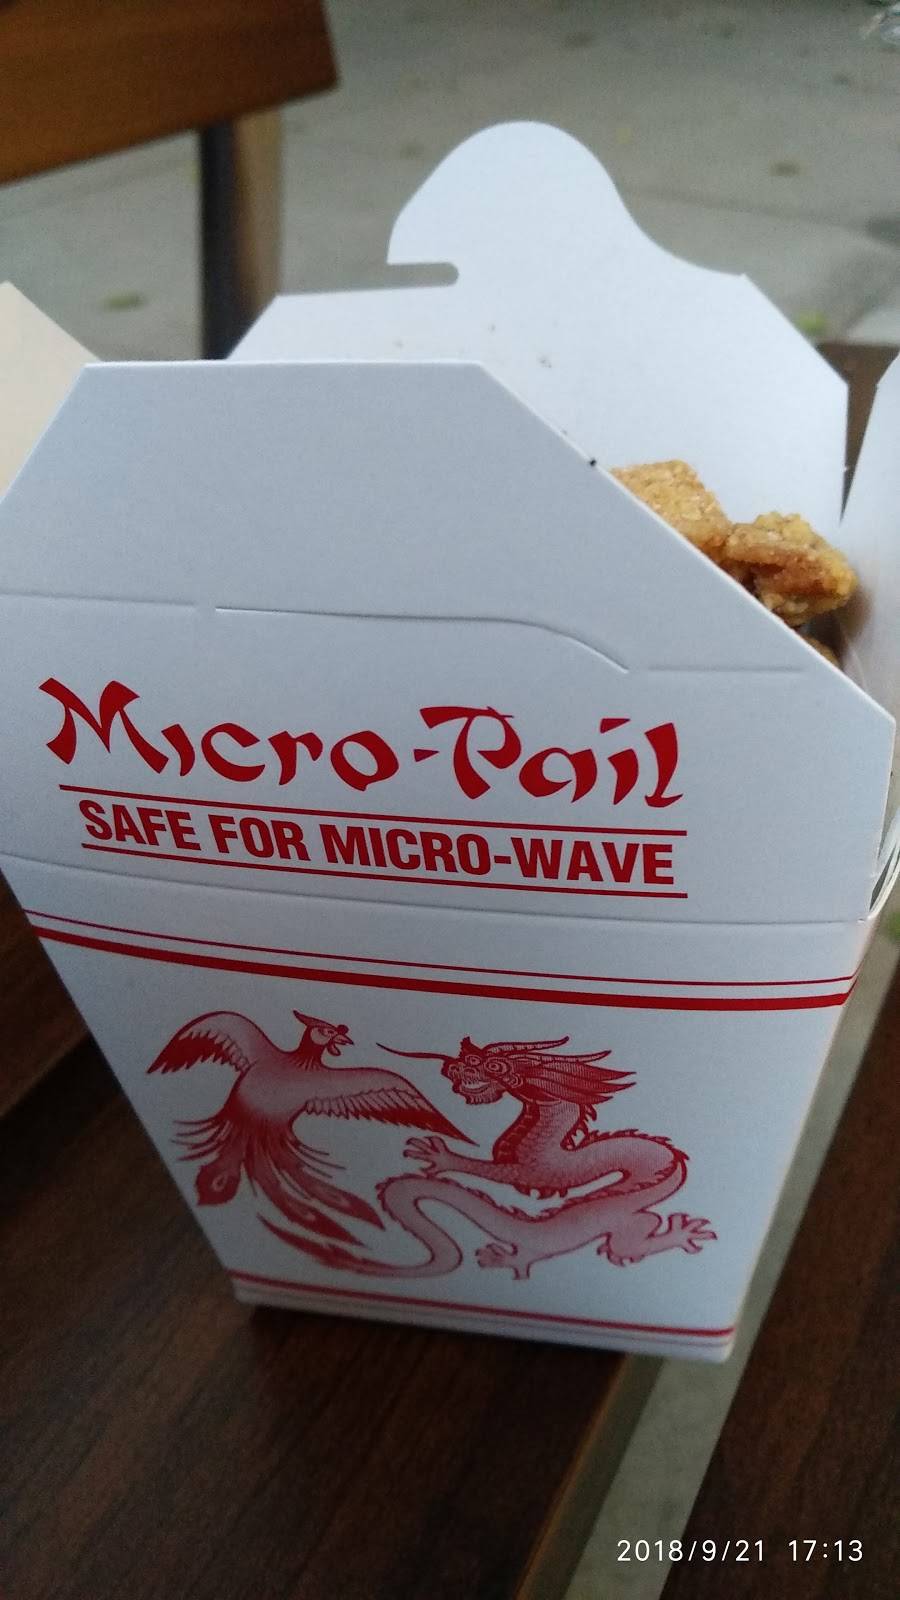 Micro-Pail
SAFE FOR MICRO-WAVE
2018/9/21 17:13